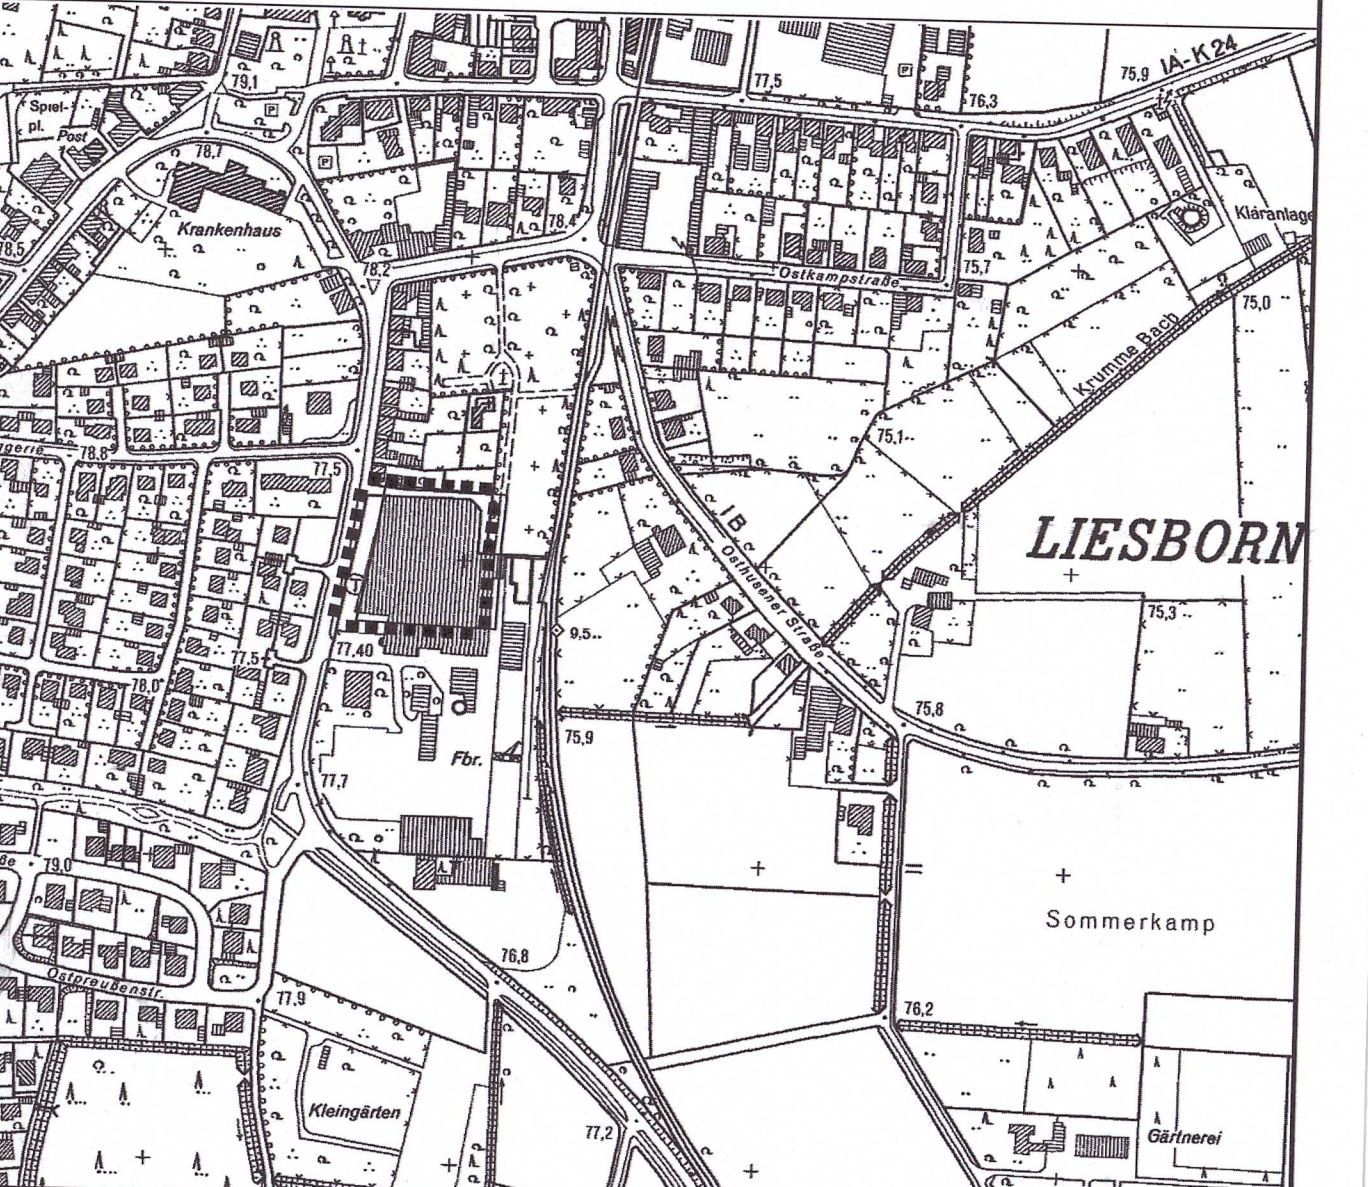 IA-K 24
75,9
79,1
77,5
76,3
Spiel-
pl.
Post
P
P
P
78,7
Krankenhaus
78,4
Kläranlage
78,5
78,2
75,7
Ostkampstraße
75,0
Krumme Bach
75,1
78,8
77,5
IB
LIESBORN
Osthusener Straße
75,3
9,5
77,40
77,5
78,0
75,8
75,9
Fbr.
77,7
79,0
Sommerkamp
76,8
Ostpreußenstr.
77,9
76,2
Kleingärten
77,2
Gärtnerei